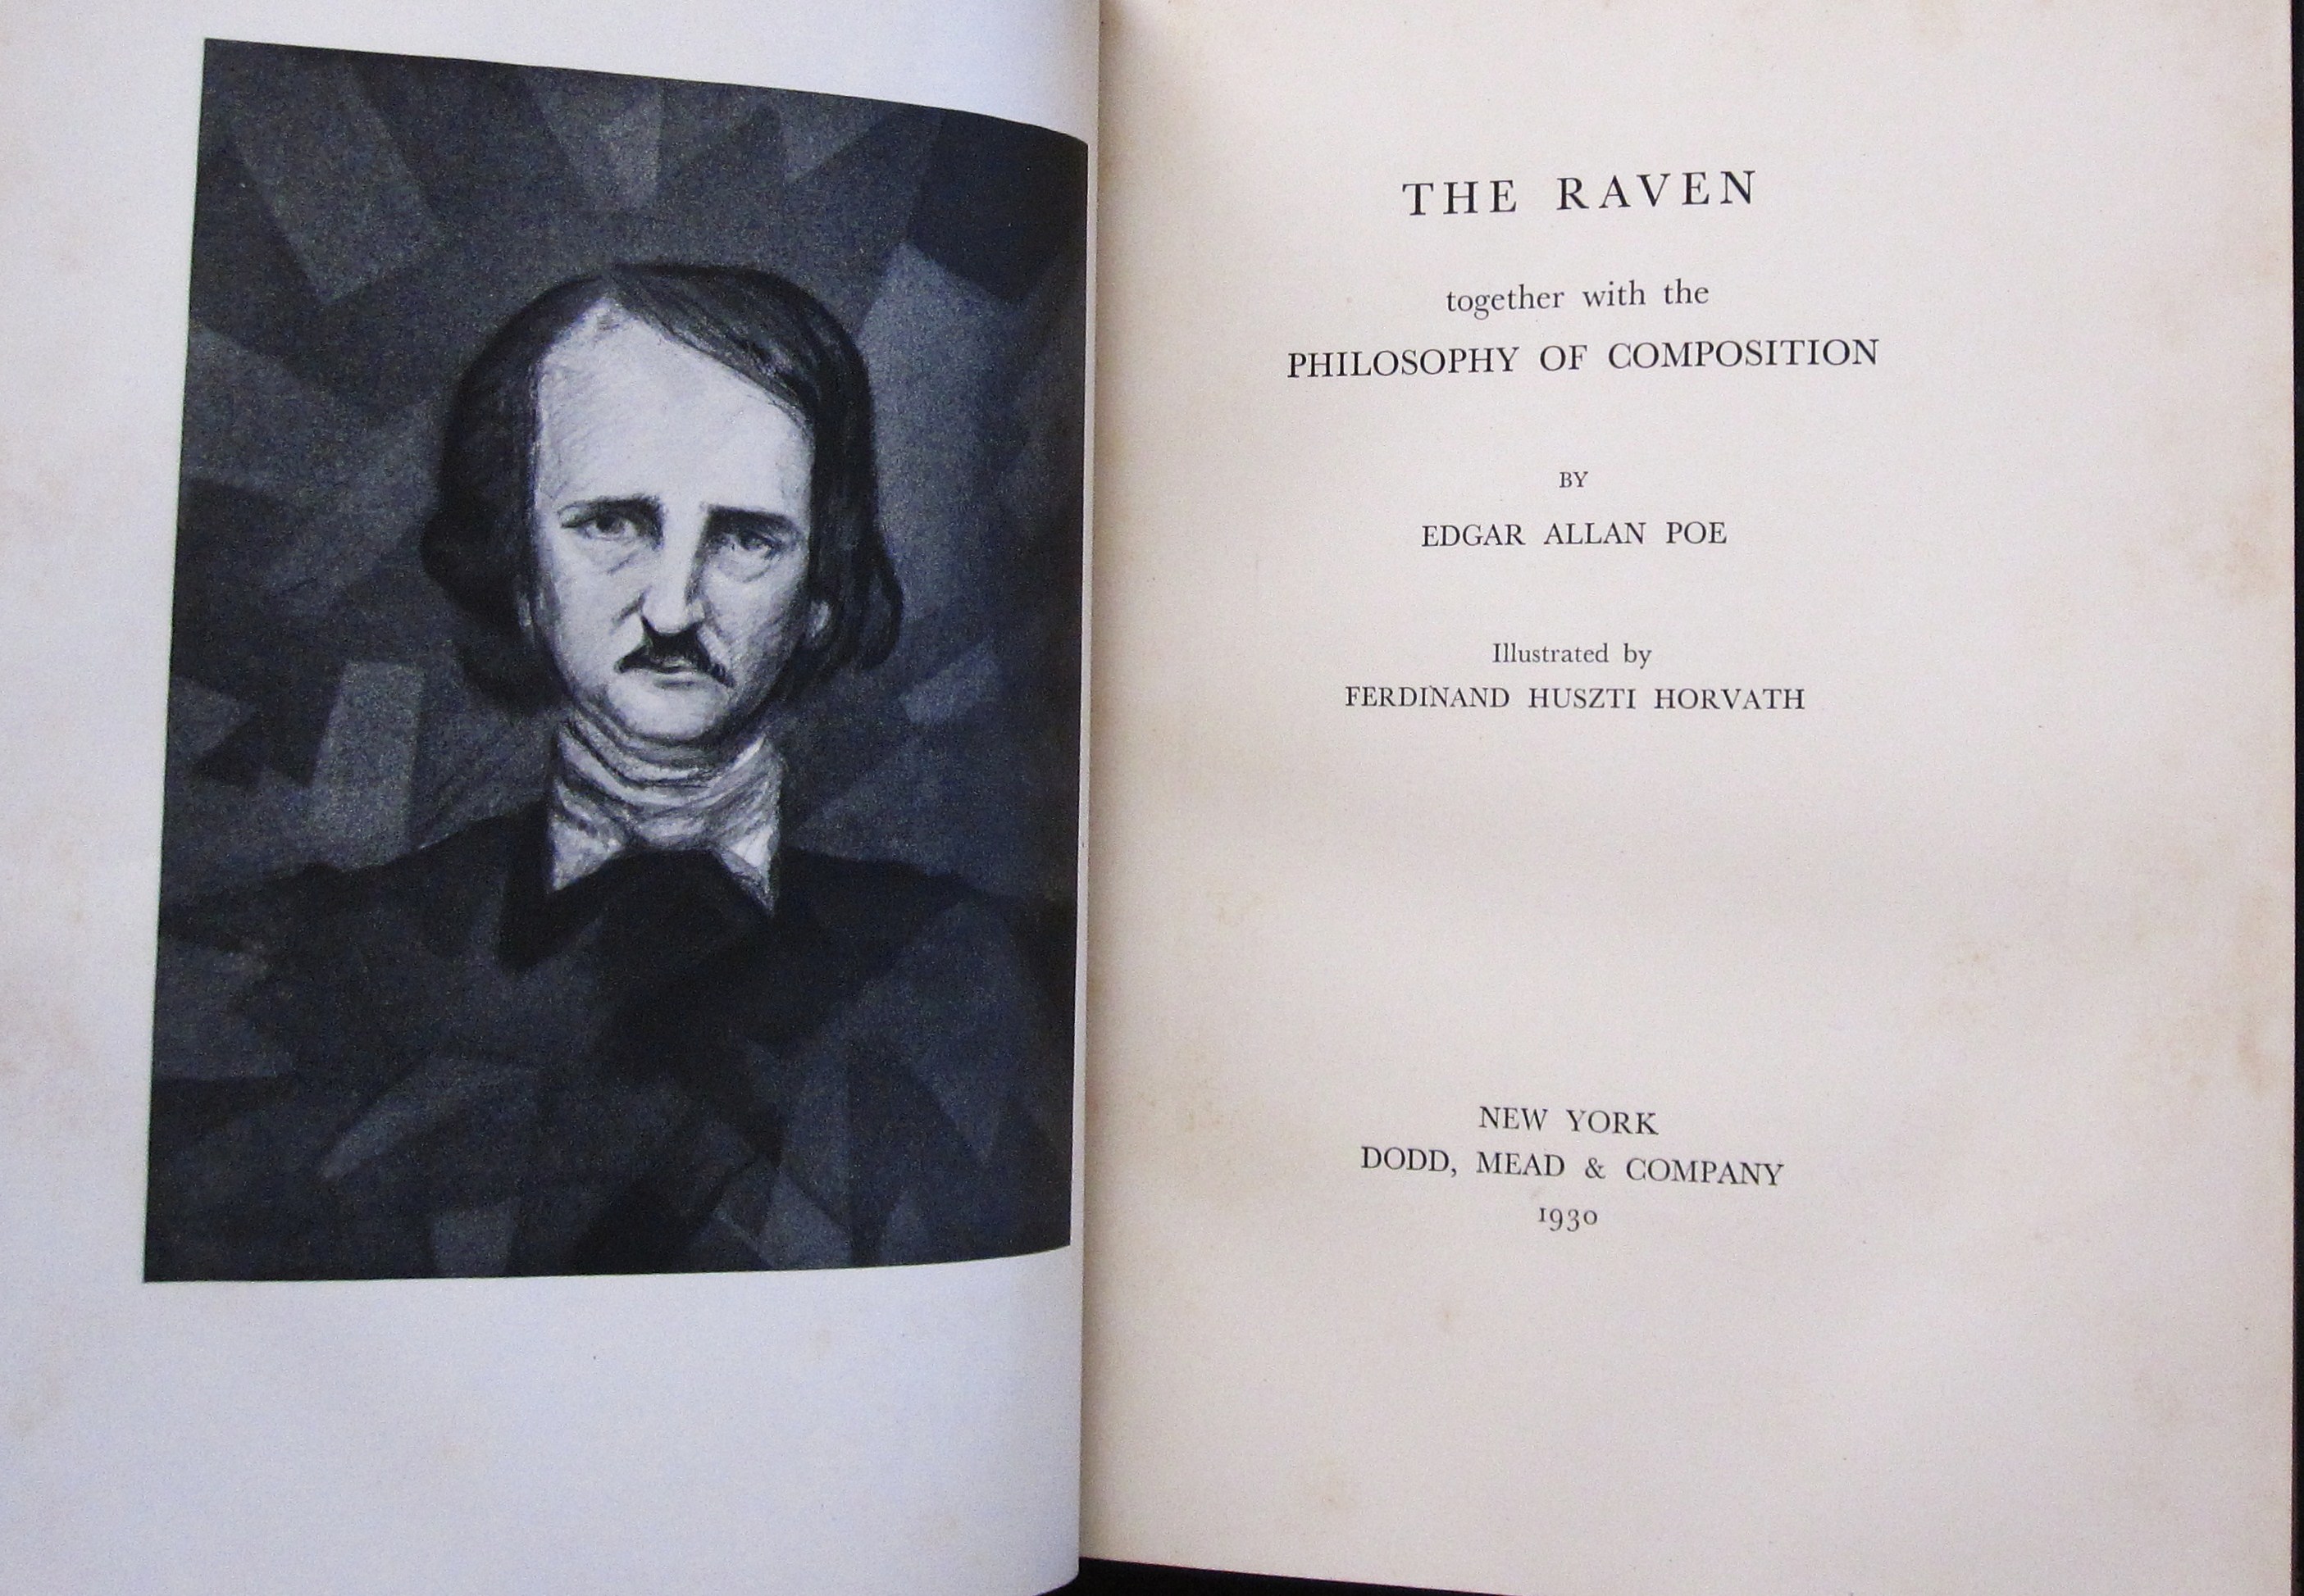 THE RAVEN
together with the
PHILOSOPHY OF COMPOSITION
BY
EDGAR ALLAN POE
Illustrated by
FERDINAND HUSZTI HORVATH
NEW YORK
DODD, MEAD & COMPANY
1930